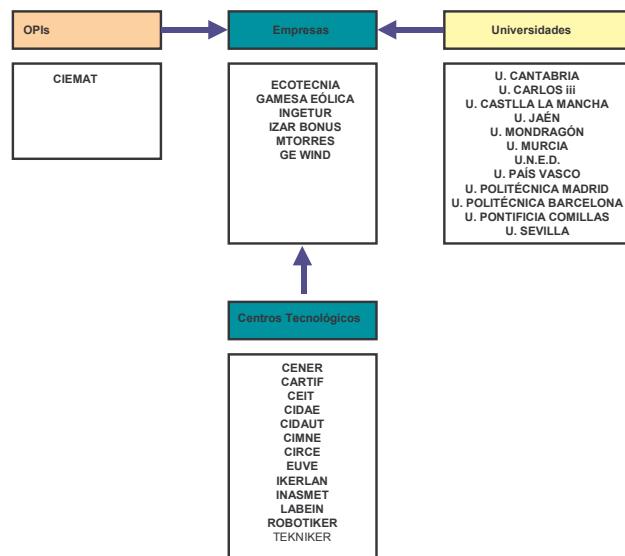 OPIs
CIEMAT
Empresas
ECOTECNIA
GAMESA EÓLICA
INGETUR
IZAR BONUS
MTORRES
GE WIND
Universidades
U. CANTABRIA
U. CARLOS iii
U. CASTLLA LA MANCHA
U. JAÉN
U. MONDRAGÓN
U. MURCIA
U.N.E.D.
U. PAÍS VASCO
U. POLITÉCNICA MADRID
U. POLITÉCNICA BARCELONA
U. PONTIFICIA COMILLAS
U. SEVILLA
Centros Tecnológicos
CENER
CARTIF
CEIT
CIDAE
CIDAUT
CIMNE
CIRCE
EUVE
IKERLAN
INASMET
LABEIN
ROBOTIKER
TEKNIKER